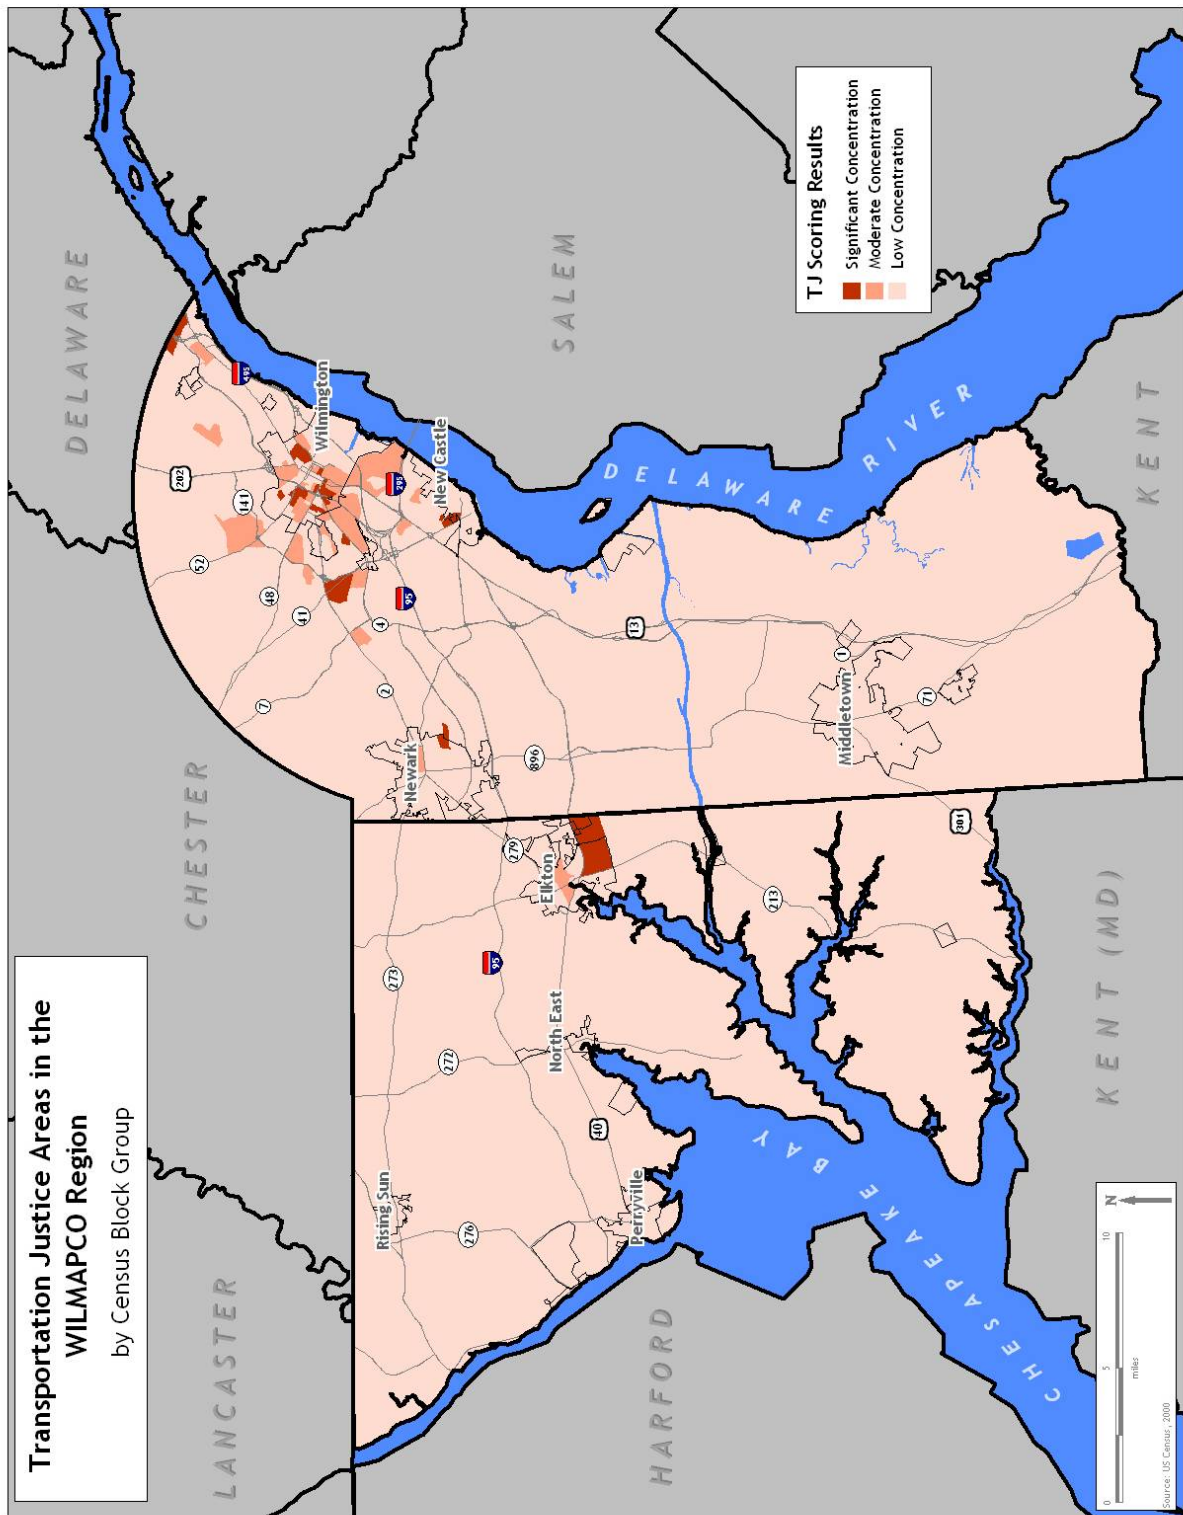 Transportation Justice Areas in the
WILMAPCO Region
by Census Block Group
LANCASTER
CHESTER
DELAWARE
202
141
52
48
41
7
4
2
495
Wilmington
295
New Castle
95
Newark
896
13
SALEM
DELAWARE RIVER
TJ Scoring Results
Significant Concentration
Moderate Concentration
Low Concentration
Rising Sun
276
273
272
95
279
Elkton
North East
40
Perryville
213
Middletown
1
71
301
KENT
KENT (MD)
HARFORD
CHESAPEAKE BAY
N
0 5 10
miles
Source: US Census, 2000